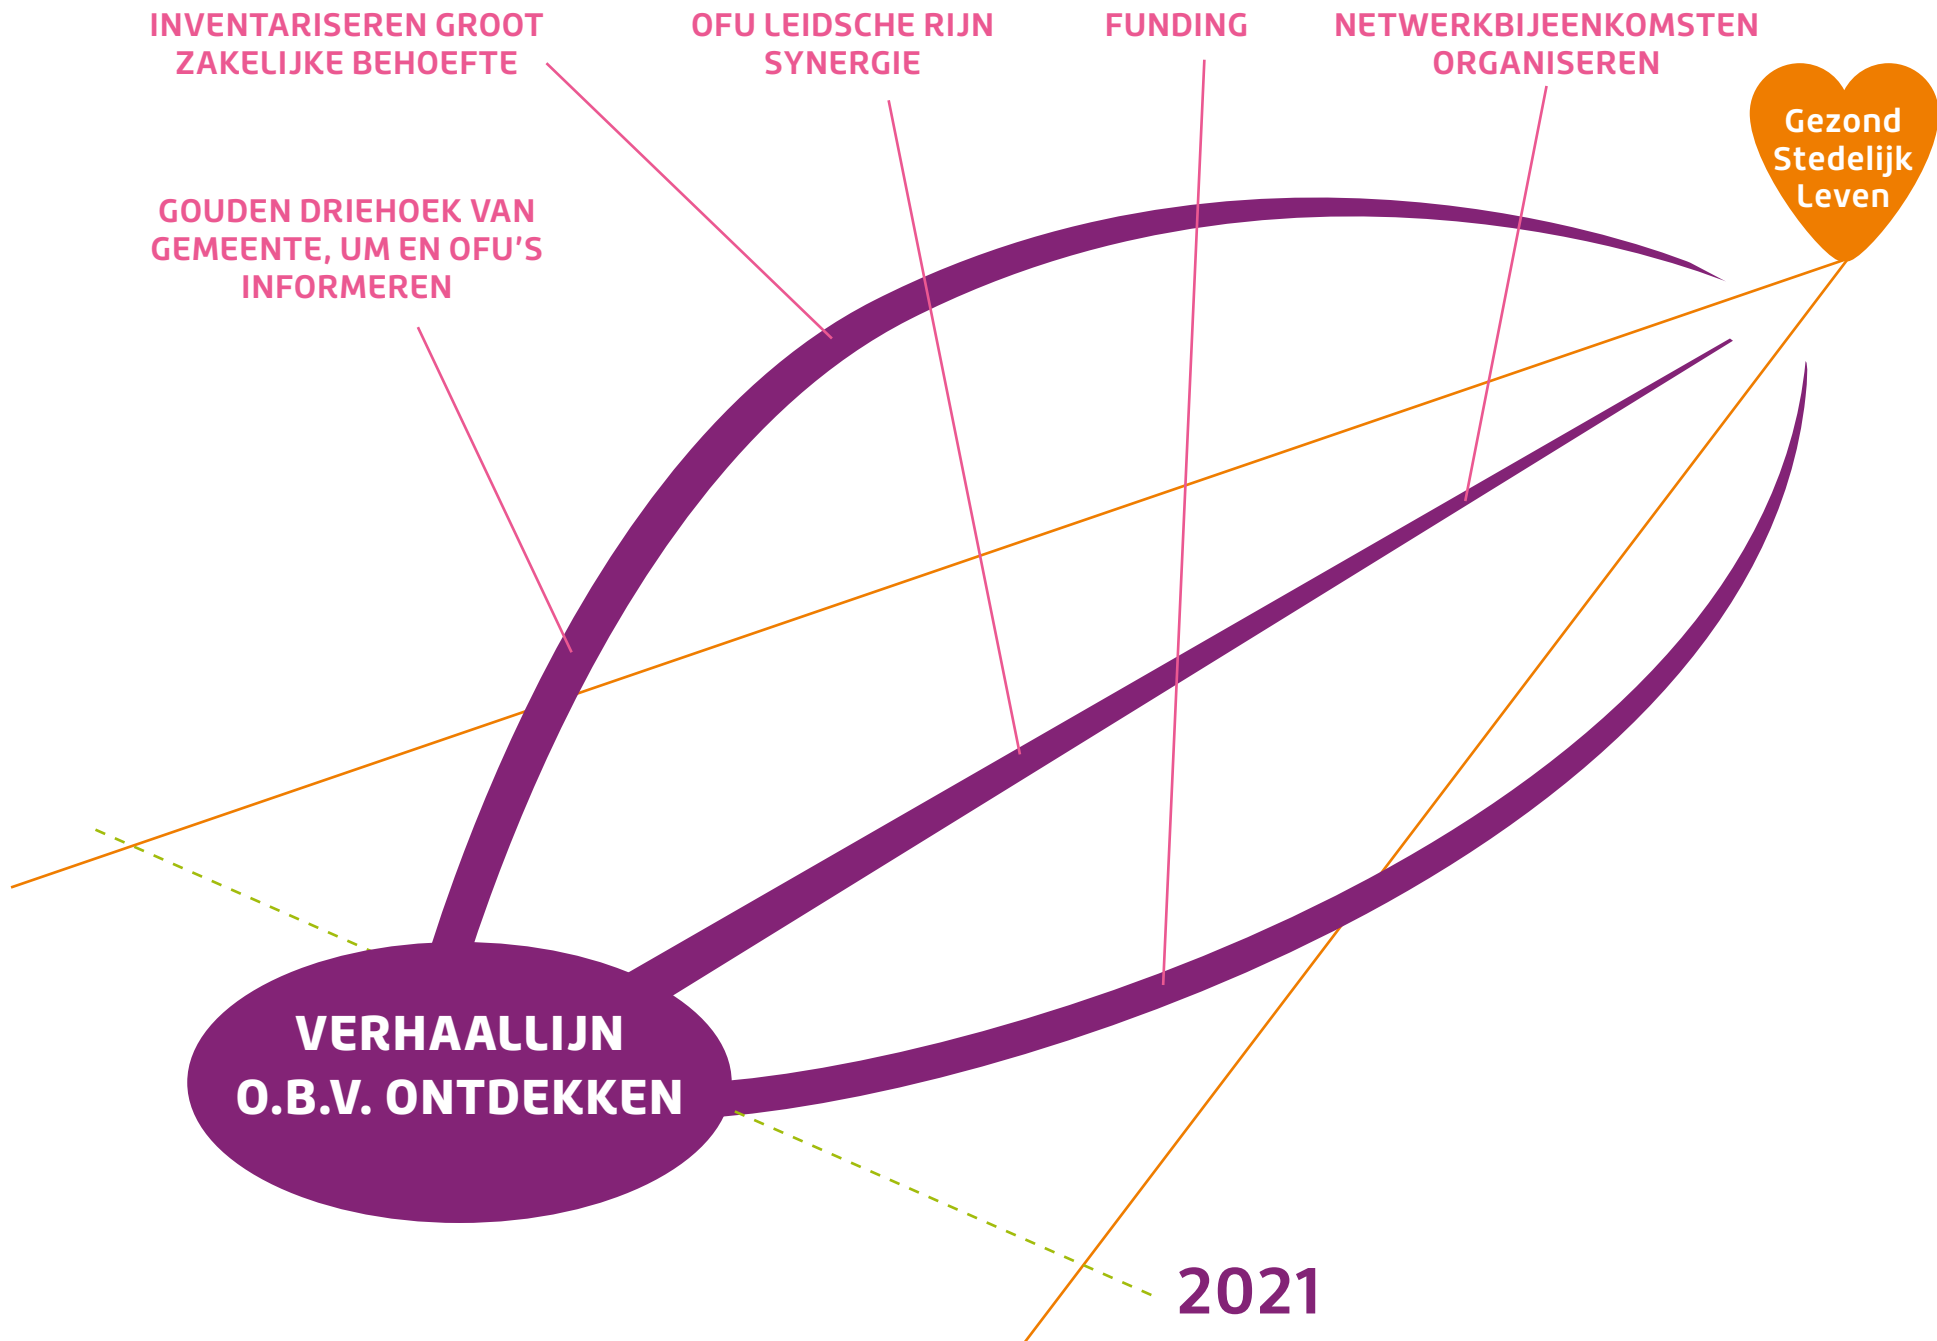 INVENTARISEREN GROOT
ZAKELIJKE BEHOEFTE
OFU LEIDSCHE RIJN
SYNERGIE
FUNDING
NETWERKBIJEENKOMSTEN
ORGANISEREN
Gezond
Stedelijk
Leven
GOUDEN DRIEHOEK VAN
GEMEENTE, UM EN OFU’S
INFORMEREN
VERHAALLIJN
O.B.V. ONTDEKKEN
2021